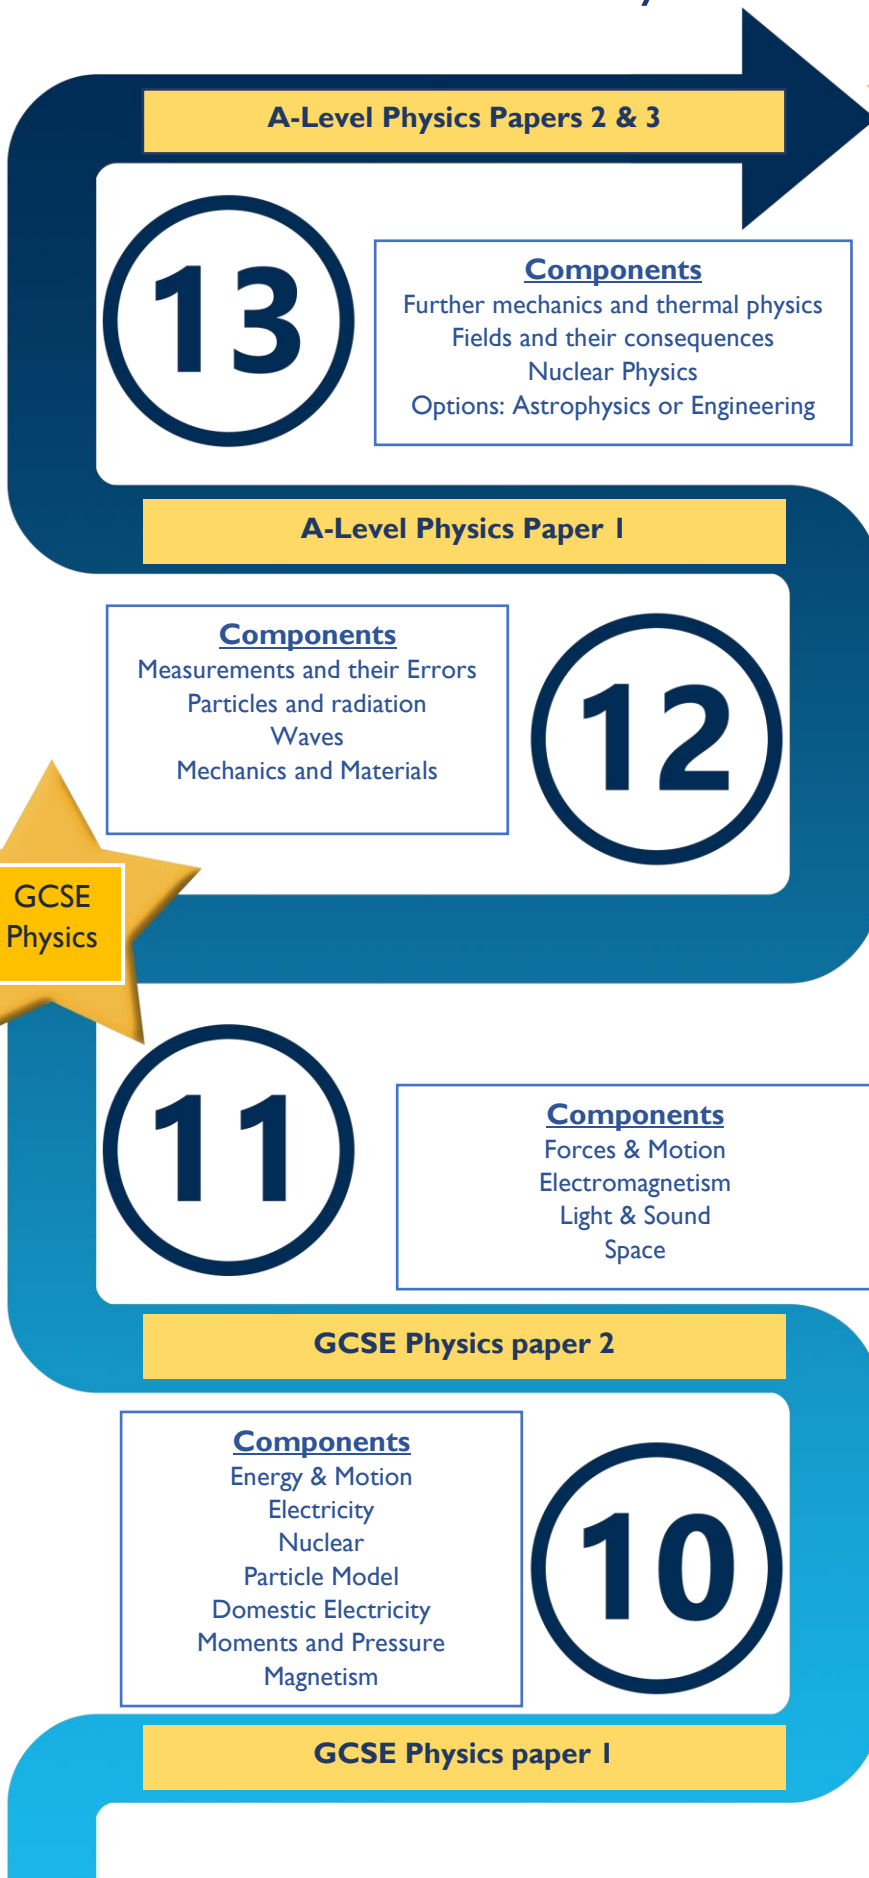 A-Level Physics Papers 2 & 3
13
Components
Further mechanics and thermal physics
Fields and their consequences
Nuclear Physics
Options: Astrophysics or Engineering
A-Level Physics Paper 1
Components
Measurements and their Errors
Particles and radiation
Waves
Mechanics and Materials
12
GCSE
Physics
11
Components
Forces & Motion
Electromagnetism
Light & Sound
Space
GCSE Physics paper 2
Components
Energy & Motion
Electricity
Nuclear
Particle Model
Domestic Electricity
Moments and Pressure
Magnetism
10
GCSE Physics paper 1